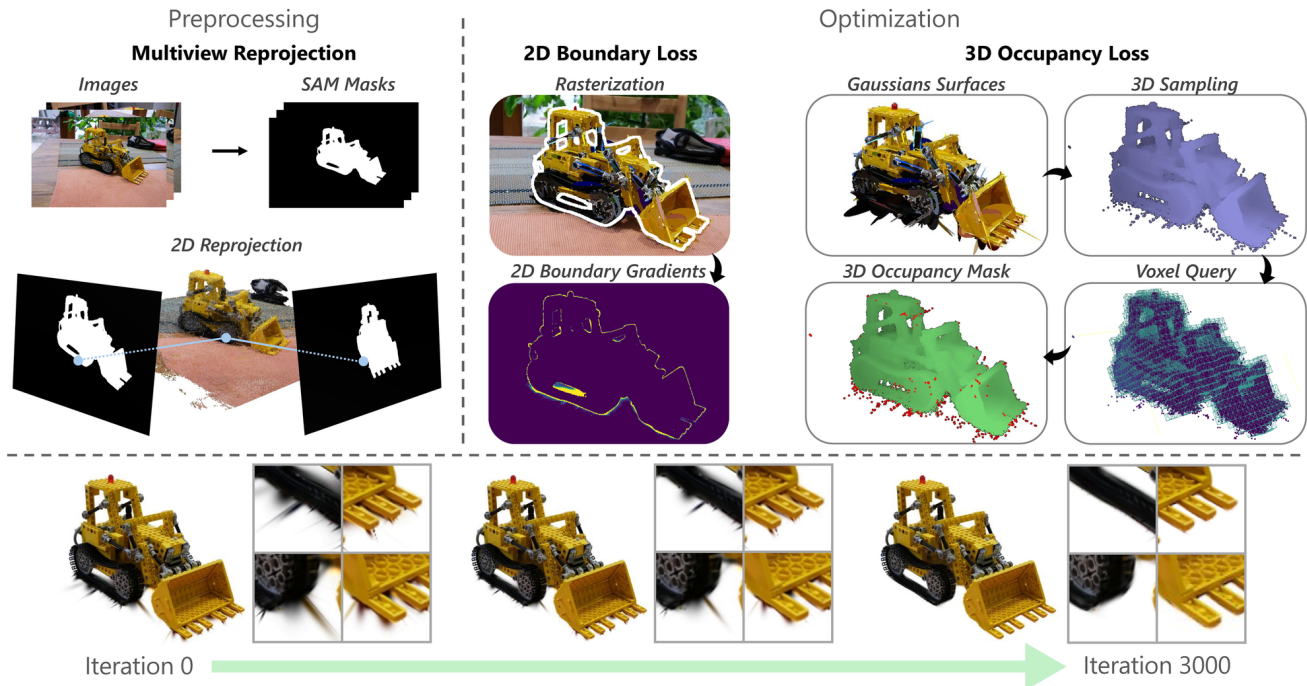 Preprocessing
Optimization
Multiview Reprojection
2D Boundary Loss
3D Occupancy Loss
Images
SAM Masks
Rasterization
Gaussians Surfaces
3D Sampling
2D Reprojection
2D Boundary Gradients
3D Occupancy Mask
Voxel Query
Iteration 0
Iteration 3000